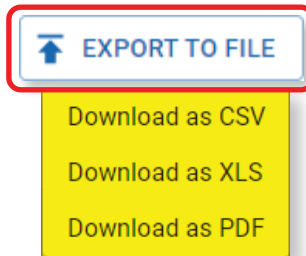 EXPORT TO FILE
Download as CSV
Download as XLS
Download as PDF